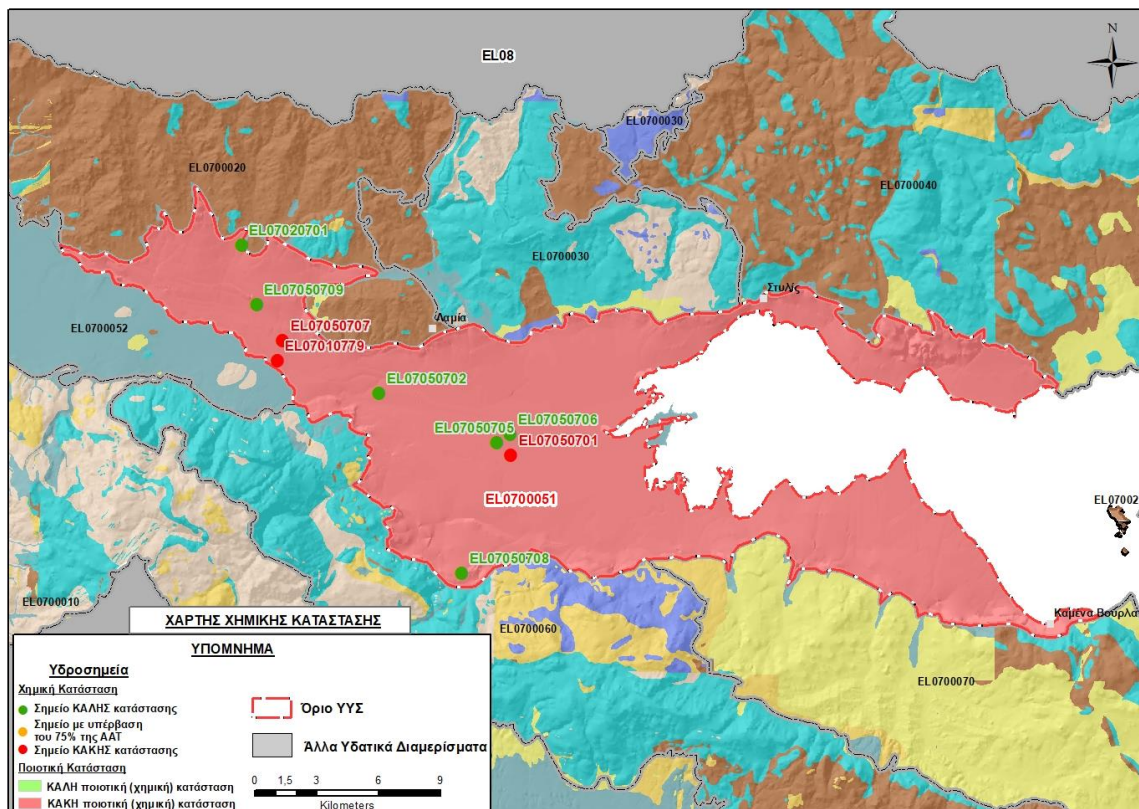 N
EL08
EL0700030
EL0700020
EL0700040
EL07020701
EL0700030
Στυλίς
EL07050709
Λαμία
EL0700052
EL07050707
EL07010779
EL07050702
EL07050706
EL07050705
EL07050701
EL0700051
EL07002
EL07050708
EL0700010
Καμένα Βούρλα
EL0700060
EL0700070
ΧΑΡΤΗΣ ΧΗΜΙΚΗΣ ΚΑΤΑΣΤΑΣΗΣ
ΥΠΟΜΝΗΜΑ
Υδροσημεία
Χημική Κατάσταση
Σημείο ΚΑΛΗΣ κατάστασης
Σημείο με υπέρβαση
του 75% της ΑΑΤ
Σημείο ΚΑΚΗΣ κατάστασης
Ποιοτική Κατάσταση
ΚΑΛΗ ποιοτική (χημική) κατάσταση
ΚΑΚΗ ποιοτική (χημική) κατάσταση
Όριο ΥΥΣ
Άλλα Υδατικά Διαμερίσματα
0 1,5 3 6 9
Kilometers